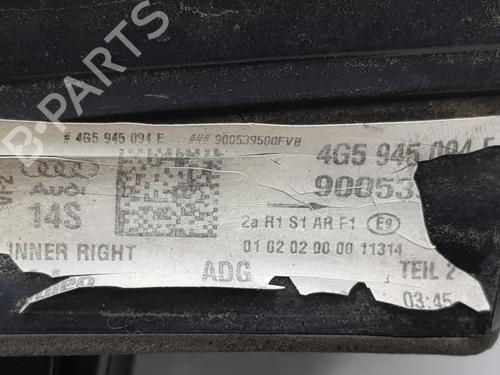 B-PARTS
# 4G5 945 094 E ### 900539500FVB
4G5 945 094 E
Audi
90053
14S
2a R1 S1 AR F1 E9
01 02 02 00 00 11314
INNER RIGHT
ADG
TEIL 2
Valeo
03:45